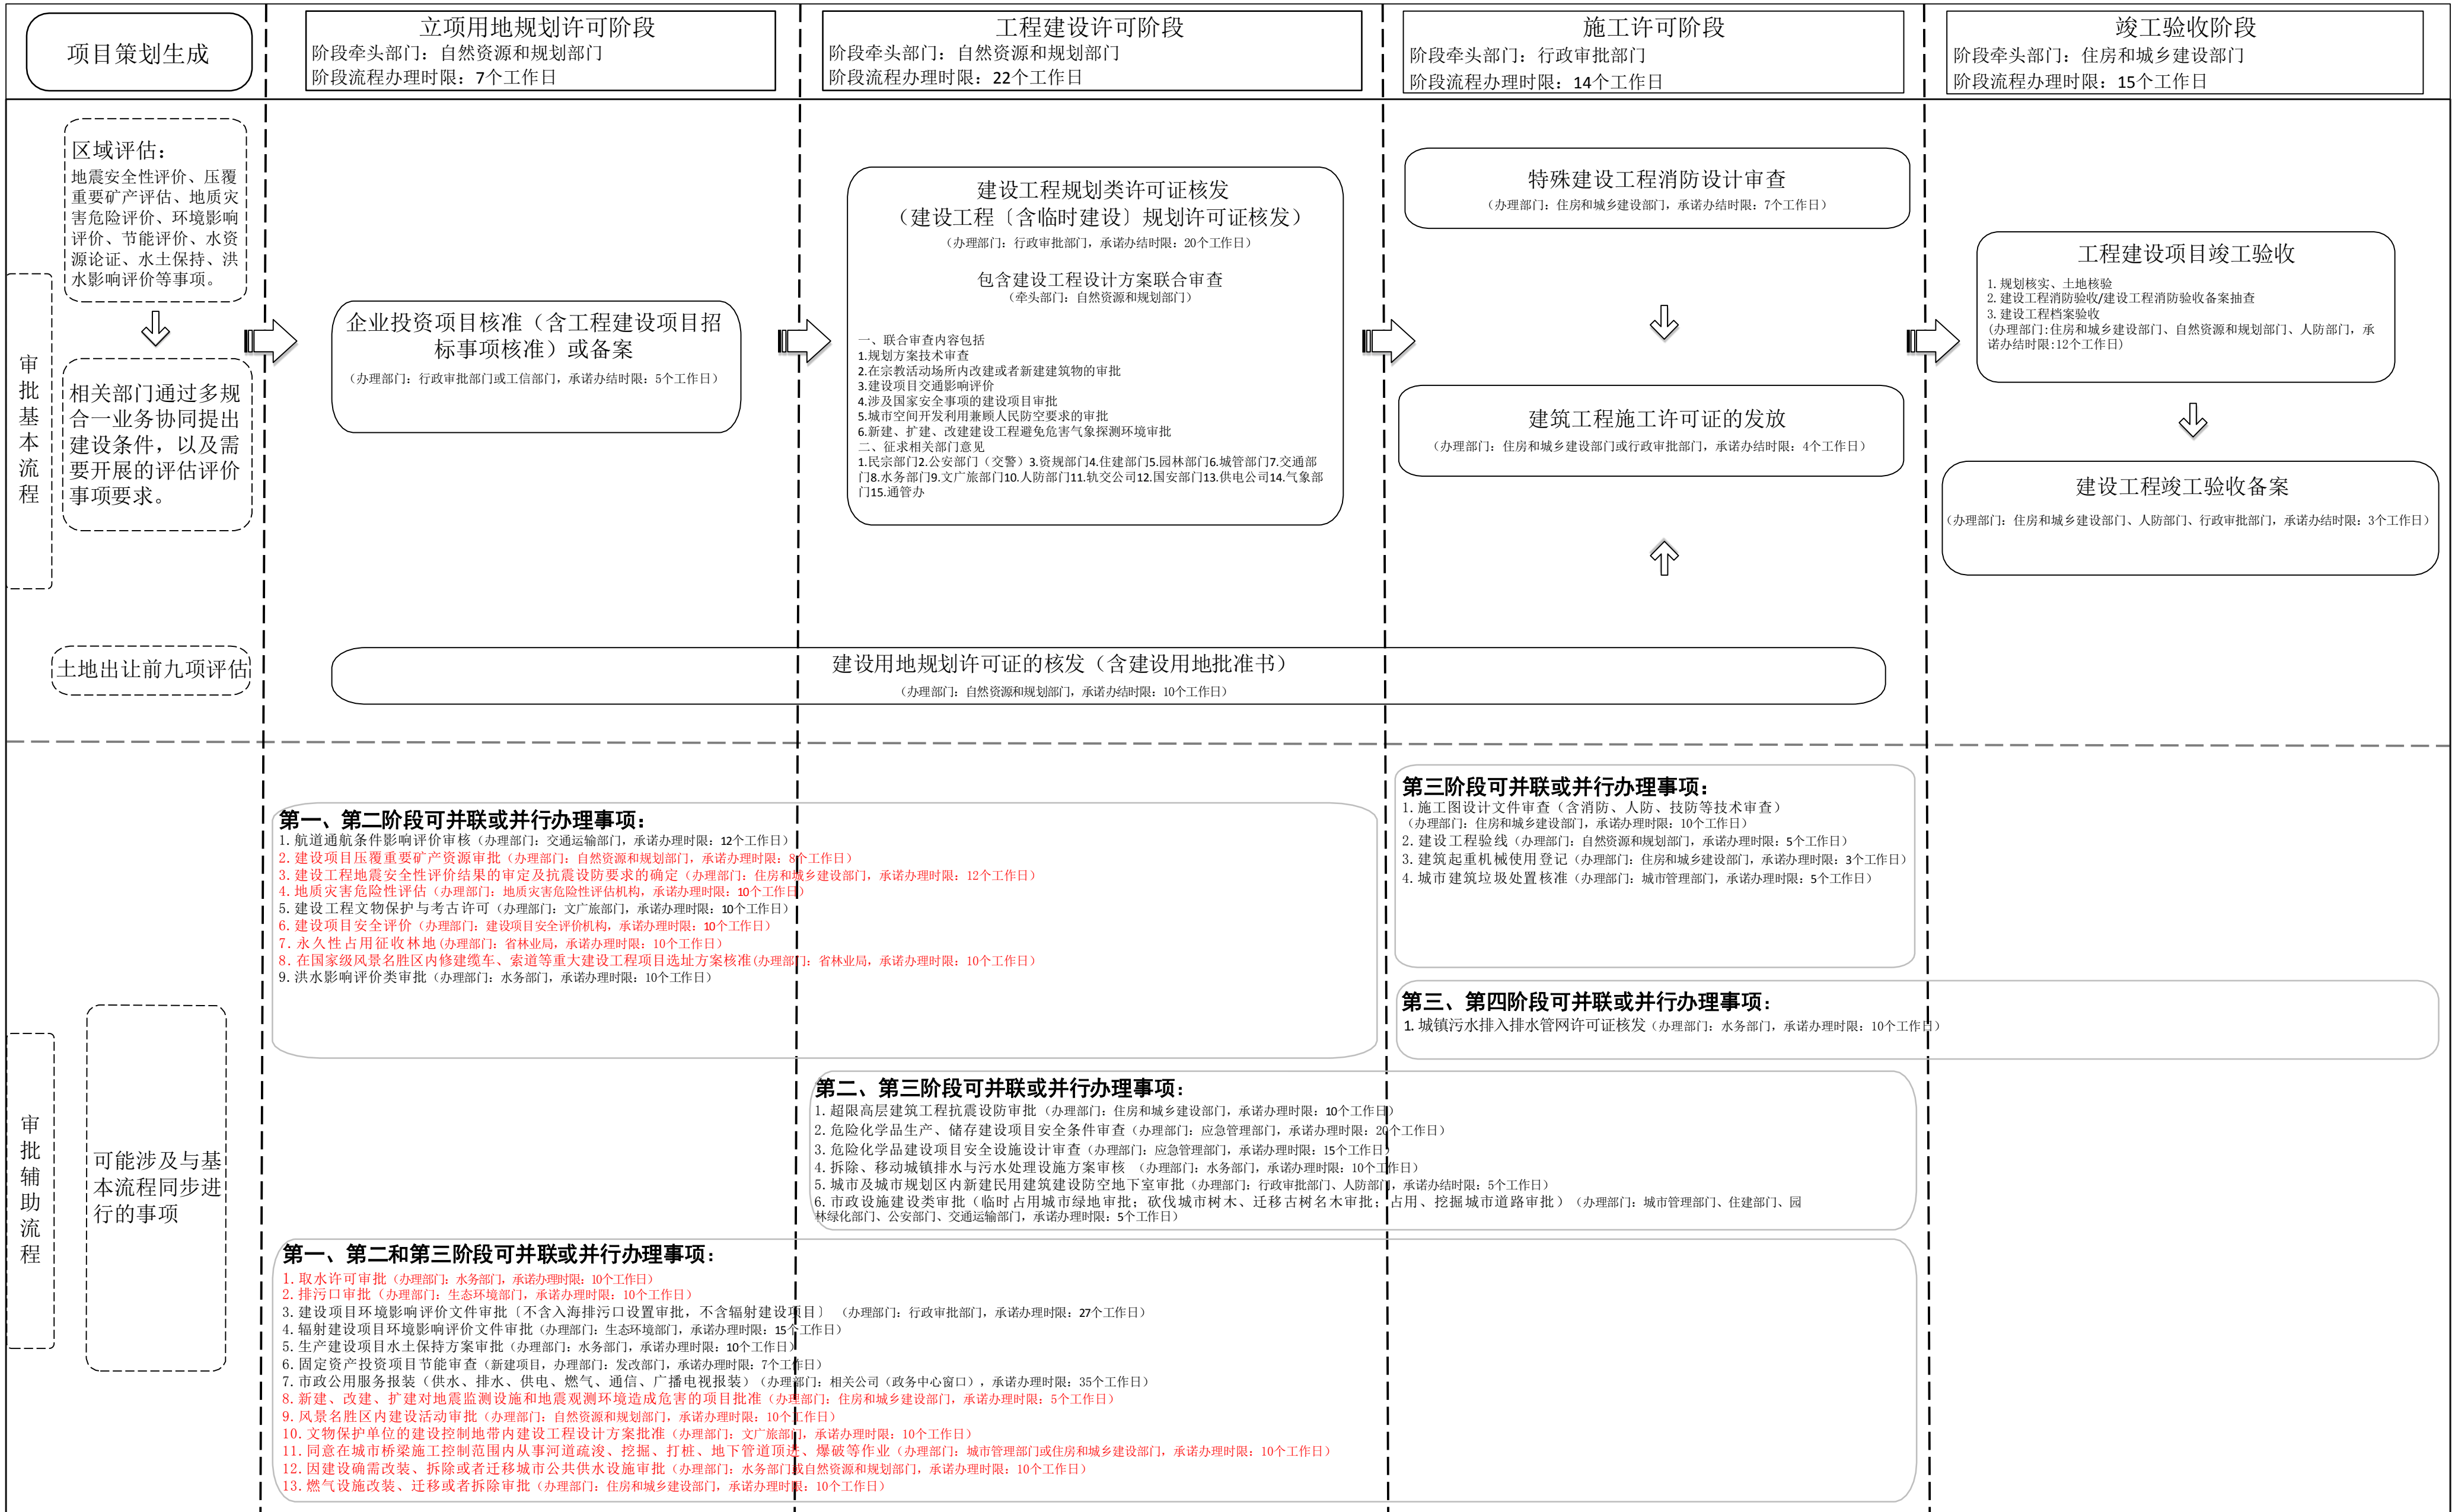 项目策划生成
立项用地规划许可阶段
阶段牵头部门：自然资源和规划部门
阶段流程办理时限：7个工作日
工程建设许可阶段
阶段牵头部门：自然资源和规划部门
阶段流程办理时限：22个工作日
施工许可阶段
阶段牵头部门：行政审批部门
阶段流程办理时限：14个工作日
竣工验收阶段
阶段牵头部门：住房和城乡建设部门
阶段流程办理时限：15个工作日
审
批
基
本
流
程
区域评估：
地震安全性评价、压覆
重要矿产评估、地质灾
害危险评价、环境影响
评价、节能评价、水资
源论证、水土保持、洪
水影响评价等事项。
相关部门通过多规
合一业务协同提出
建设条件，以及需
要开展的评估评价
事项要求。
土地出让前九项评估
企业投资项目核准（含工程建设项目招
标事项核准）或备案
（办理部门：行政审批部门或工信部门，承诺办结时限：5个工作日）
建设工程规划类许可证核发
（建设工程〔含临时建设〕规划许可证核发）
（办理部门：行政审批部门，承诺办结时限：20个工作日）
包含建设工程设计方案联合审查
（牵头部门：自然资源和规划部门）
一、联合审查内容包括
1.规划方案技术审查
2.在宗教活动场所内改建或者新建建筑物的审批
3.建设项目交通影响评价
4.涉及国家安全事项的建设项目审批
5.城市空间开发利用兼顾人民防空要求的审批
6.新建、扩建、改建建设工程避免危害气象探测环境审批
二、征求相关部门意见
1.民宗部门2.公安部门（交警）3.资规部门4.住建部门5.园林部门6.城管部门7.交通部
门8.水务部门9.文广旅部门10.人防部门11.轨交公司12.国安部门13.供电公司14.气象部
门15.通管办
特殊建设工程消防设计审查
（办理部门：住房和城乡建设部门，承诺办结时限：7个工作日）
建筑工程施工许可证的发放
（办理部门：住房和城乡建设部门或行政审批部门，承诺办结时限：4个工作日）
工程建设项目竣工验收
1.规划核实、土地核验
2.建设工程消防验收/建设工程消防验收备案抽查
3.建设工程档案验收
(办理部门:住房和城乡建设部门、自然资源和规划部门、人防部门，承
诺办结时限:12个工作日)
建设工程竣工验收备案
（办理部门：住房和城乡建设部门、人防部门、行政审批部门，承诺办结时限：3个工作日）
建设用地规划许可证的核发（含建设用地批准书）
（办理部门：自然资源和规划部门，承诺办结时限：10个工作日）
审
批
辅
助
流
程
可能涉及与基
本流程同步进
行的事项
第一、第二阶段可并联或并行办理事项：
1.航道通航条件影响评价审核（办理部门：交通运输部门，承诺办理时限：12个工作日）
2.建设项目压覆重要矿产资源审批（办理部门：自然资源和规划部门，承诺办理时限：8个工作日）
3.建设工程地震安全性评价结果的审定及抗震设防要求的确定（办理部门：住房和城乡建设部门，承诺办理时限：12个工作日）
4.地质灾害危险性评估（办理部门：地质灾害危险性评估机构，承诺办理时限：10个工作日）
5.建设工程文物保护与考古许可（办理部门：文广旅部门，承诺办理时限：10个工作日）
6.建设项目安全评价（办理部门：建设项目安全评价机构，承诺办理时限：10个工作日）
7.永久性占用征收林地(办理部门：省林业局，承诺办理时限：10个工作日）
8.在国家级风景名胜区内修建缆车、索道等重大建设工程项目选址方案核准(办理部门：省林业局，承诺办理时限：10个工作日）
9.洪水影响评价类审批（办理部门：水务部门，承诺办理时限：10个工作日）
第三阶段可并联或并行办理事项：
1.施工图设计文件审查（含消防、人防、技防等技术审查）
（办理部门：住房和城乡建设部门，承诺办理时限：10个工作日）
2.建设工程验线（办理部门：自然资源和规划部门，承诺办理时限：5个工作日）
3.建筑起重机械使用登记（办理部门：住房和城乡建设部门，承诺办理时限：3个工作日）
4.城市建筑垃圾处置核准（办理部门：城市管理部门，承诺办理时限：5个工作日）
第三、第四阶段可并联或并行办理事项：
1.城镇污水排入排水管网许可证核发（办理部门：水务部门，承诺办理时限：10个工作日）
第二、第三阶段可并联或并行办理事项：
1.超限高层建筑工程抗震设防审批（办理部门：住房和城乡建设部门，承诺办理时限：10个工作日）
2.危险化学品生产、储存建设项目安全条件审查（办理部门：应急管理部门，承诺办理时限：20个工作日）
3.危险化学品建设项目安全设施设计审查（办理部门：应急管理部门，承诺办理时限：15个工作日）
4.拆除、移动城镇排水与污水处理设施方案审核 （办理部门：水务部门，承诺办理时限：10个工作日）
5.城市及城市规划区内新建民用建筑建设防空地下室审批（办理部门：行政审批部门、人防部门，承诺办结时限：5个工作日）
6.市政设施建设类审批（临时占用城市绿地审批；砍伐城市树木、迁移古树名木审批；占用、挖掘城市道路审批）（办理部门：城市管理部门、住建部门、园
林绿化部门、公安部门、交通运输部门，承诺办理时限：5个工作日）
第一、第二和第三阶段可并联或并行办理事项：
1.取水许可审批（办理部门：水务部门，承诺办理时限：10个工作日）
2.排污口审批（办理部门：生态环境部门，承诺办理时限：10个工作日）
3.建设项目环境影响评价文件审批〔不含入海排污口设置审批，不含辐射建设项目〕 （办理部门：行政审批部门，承诺办理时限：27个工作日）
4.辐射建设项目环境影响评价文件审批（办理部门：生态环境部门，承诺办理时限：15个工作日）
5.生产建设项目水土保持方案审批（办理部门：水务部门，承诺办理时限：10个工作日）
6.固定资产投资项目节能审查（新建项目，办理部门：发改部门，承诺办理时限：7个工作日）
7.市政公用服务报装（供水、排水、供电、燃气、通信、广播电视报装）（办理部门：相关公司（政务中心窗口），承诺办理时限：35个工作日）
8.新建、改建、扩建对地震监测设施和地震观测环境造成危害的项目批准（办理部门：住房和城乡建设部门，承诺办理时限：5个工作日）
9.风景名胜区内建设活动审批（办理部门：自然资源和规划部门，承诺办理时限：10个工作日）
10.文物保护单位的建设控制地带内建设工程设计方案批准（办理部门：文广旅部门，承诺办理时限：10个工作日）
11.同意在城市桥梁施工控制范围内从事河道疏浚、挖掘、打桩、地下管道顶进、爆破等作业（办理部门：城市管理部门或住房和城乡建设部门，承诺办理时限：10个工作日）
12.因建设确需改装、拆除或者迁移城市公共供水设施审批（办理部门：水务部门或自然资源和规划部门，承诺办理时限：10个工作日）
13.燃气设施改装、迁移或者拆除审批（办理部门：住房和城乡建设部门，承诺办理时限：10个工作日）